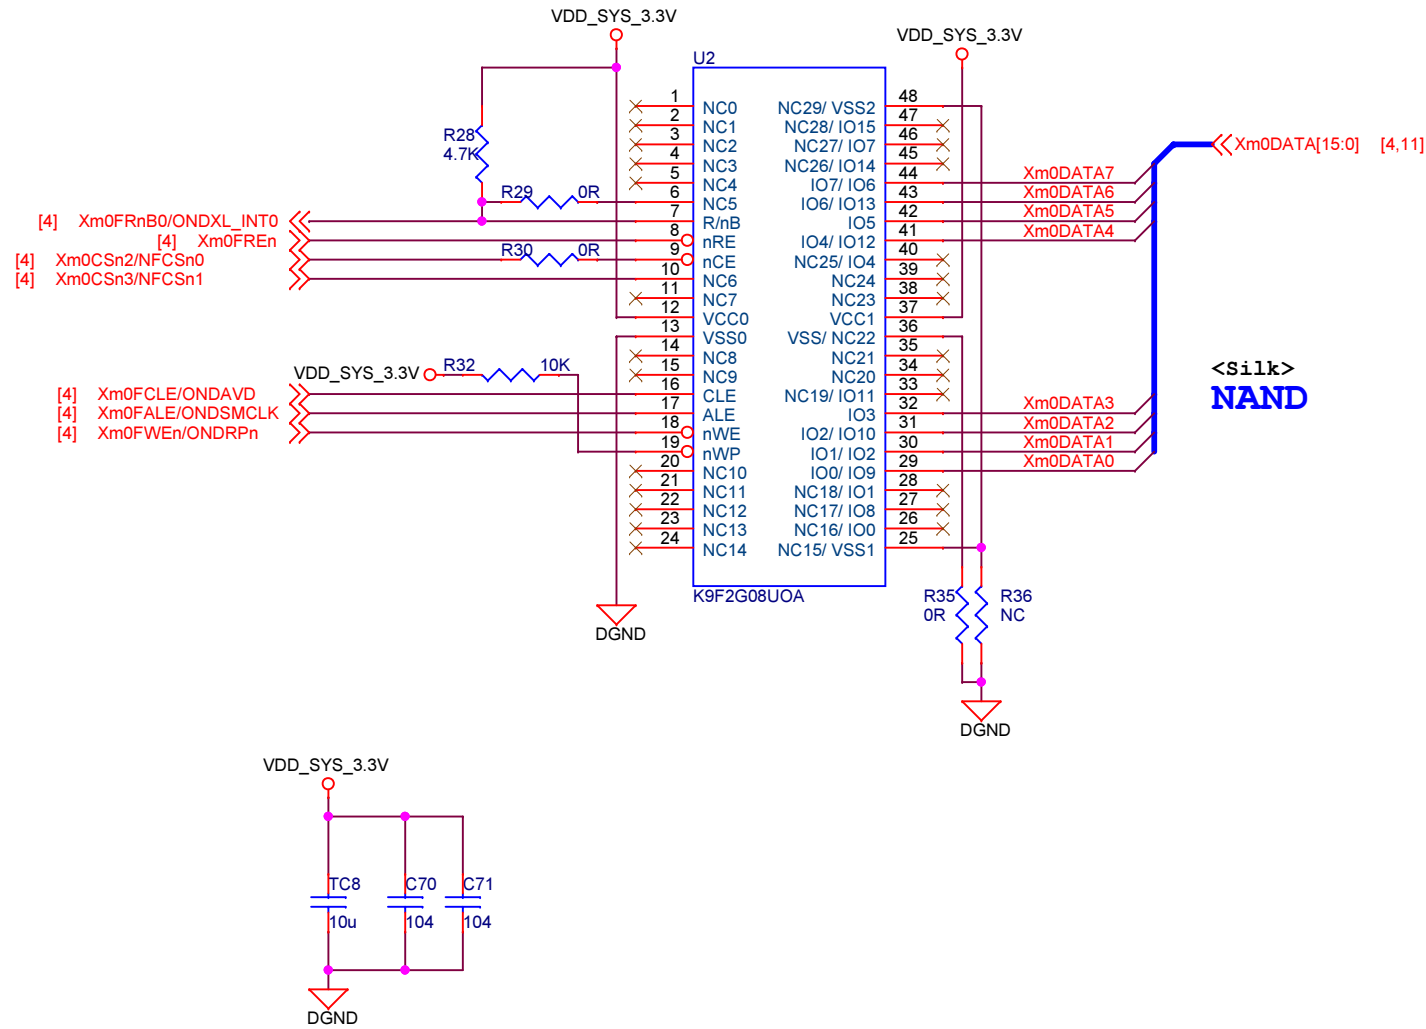 VDD_SYS_3.3V
VDD_SYS_3.3V
U2
1 NC0 NC29/ VSS2 48
2 NC1 NC28/ IO15 47
3 NC2 NC27/ IO7 46
4 NC3 NC26/ IO14 45
5 NC4 IO7/ IO6 44 Xm0DATA7
6 NC5 IO6/ IO13 43 Xm0DATA6
7 R/nB IO5 42 Xm0DATA5
8 nRE IO4/ IO12 41 Xm0DATA4
9 nCE NC25/ IO4 40
10 NC6 NC24 39
11 NC7 NC23 38
12 VCC0 VCC1 37
13 VSS0 VSS/ NC22 36
14 NC8 NC21 35
15 NC9 NC20 34
16 CLE NC19/ IO11 33
17 ALE IO3 32 Xm0DATA3
18 nWE IO2/ IO10 31 Xm0DATA2
19 nWP IO1/ IO2 30 Xm0DATA1
20 NC10 IO0/ IO9 29 Xm0DATA0
21 NC11 NC18/ IO1 28
22 NC12 NC17/ IO8 27
23 NC13 NC16/ IO0 26
24 NC14 NC15/ VSS1 25
K9F2G08UOA
R28
4.7K
R29 0R
[4] Xm0FRnB0/ONDXL_INT0
[4] Xm0FREn
[4] Xm0CSn2/NFCSn0
R30 0R
[4] Xm0CSn3/NFCSn1
VDD_SYS_3.3V R32 10K
[4] Xm0FCLE/ONDAVD
[4] Xm0FALE/ONDSMCLK
[4] Xm0FWEn/ONDRPn
Xm0DATA[15:0] [4,11]
<Silk>
NAND
R35
0R
R36
NC
DGND
DGND
VDD_SYS_3.3V
TC8 C70 C71
10u 104 104
DGND